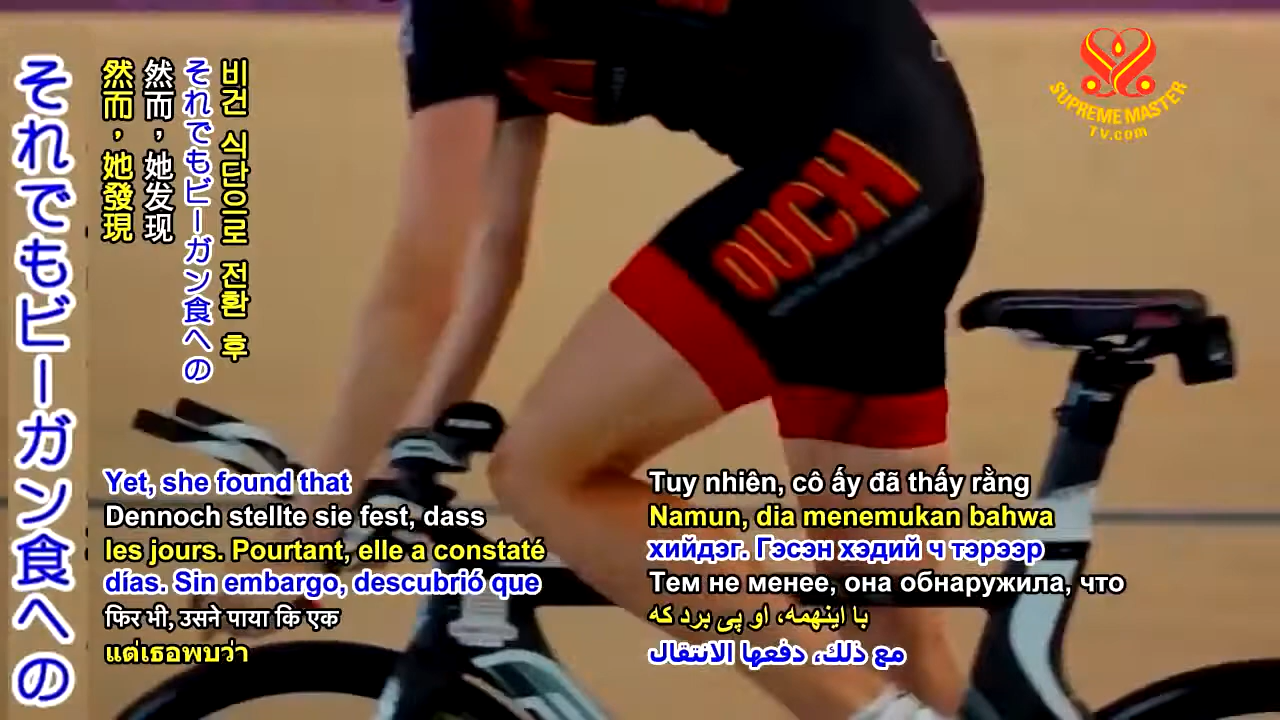 それでもビーガン食への
然而，她發現
然而，她发现
それでもビーガン食への
비건 식단으로 전환 후
SUPREME MASTER
TV.com
OUCH
Yet, she found that
Dennoch stellte sie fest, dass
les jours. Pourtant, elle a constaté
días. Sin embargo, descubrió que
फिर भी, उसने पाया कि एक
แต่เธอพบว่า
Tuy nhiên, cô ấy đã thấy rằng
Namun, dia menemukan bahwa
хийдэг. Гэсэн хэдий ч тэрээр
Тем не менее, она обнаружила, что
با اینهمه، او پی برد که
مع ذلك، دفعها الانتقال